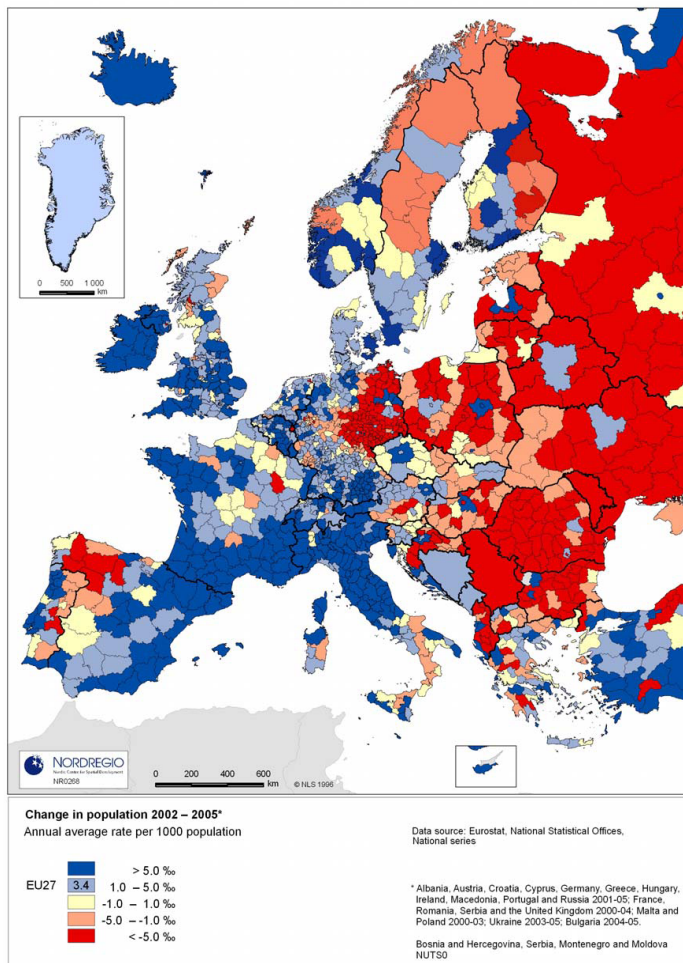 0 500 1 000
km
NORDREGIO
Nordic Centre for Spatial Development
NR0268
0 200 400 600
km
© NLS 1996
Change in population 2002 – 2005*
Annual average rate per 1000 population
> 5.0 ‰
EU27 3.4 1.0 – 5.0 ‰
-1.0 – 1.0 ‰
-5.0 – -1.0 ‰
< -5.0 ‰
Data source: Eurostat, National Statistical Offices,
National series
* Albania, Austria, Croatia, Cyprus, Germany, Greece, Hungary,
Ireland, Macedonia, Portugal and Russia 2001-05; France,
Romania, Serbia and the United Kingdom 2000-04; Malta and
Poland 2000-03; Ukraine 2003-05; Bulgaria 2004-05.
Bosnia and Hercegovina, Serbia, Montenegro and Moldova
NUTS0